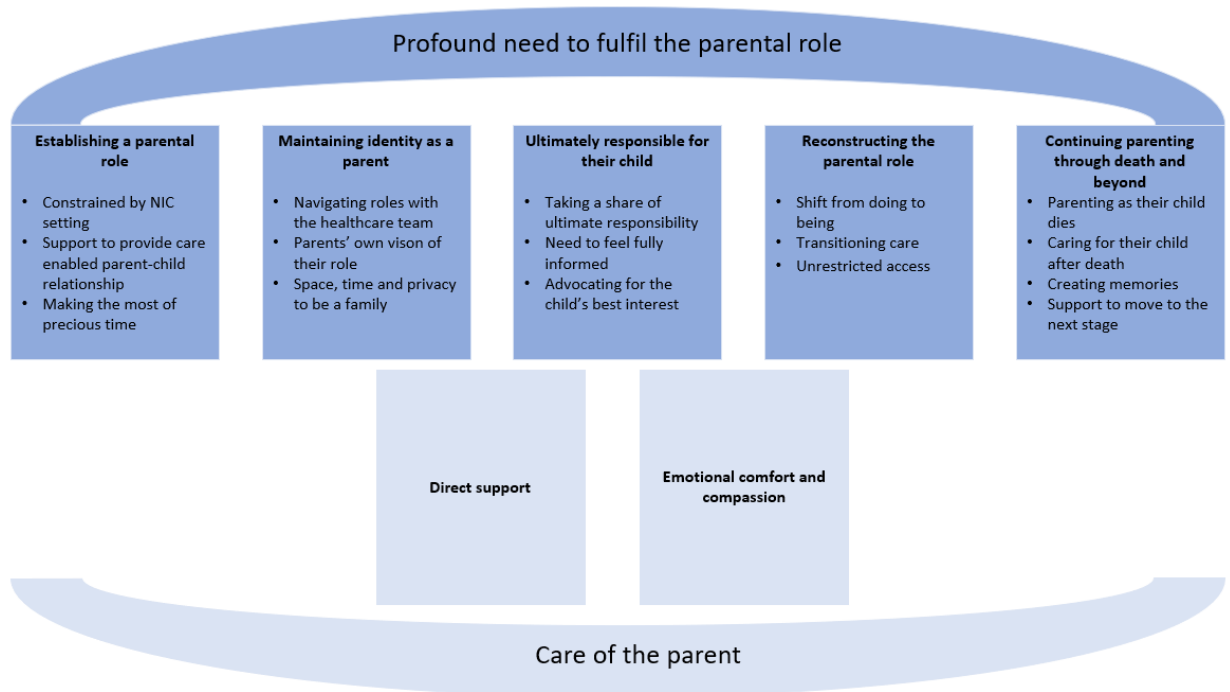 Profound need to fulfil the parental role
Establishing a parental
role
• Constrained by NIC
setting
• Support to provide care
enabled parent-child
relationship
• Making the most of
precious time
Maintaining identity as a
parent
• Navigating roles with
the healthcare team
• Parents’ own vison of
their role
• Space, time and privacy
to be a family
Ultimately responsible for
their child
• Taking a share of
ultimate responsibility
• Need to feel fully
informed
• Advocating for the
child’s best interest
Reconstructing the
parental role
• Shift from doing to
being
• Transitioning care
• Unrestricted access
Continuing parenting
through death and
beyond
• Parenting as their child
dies
• Caring for their child
after death
• Creating memories
• Support to move to the
next stage
Direct support
Emotional comfort and
compassion
Care of the parent